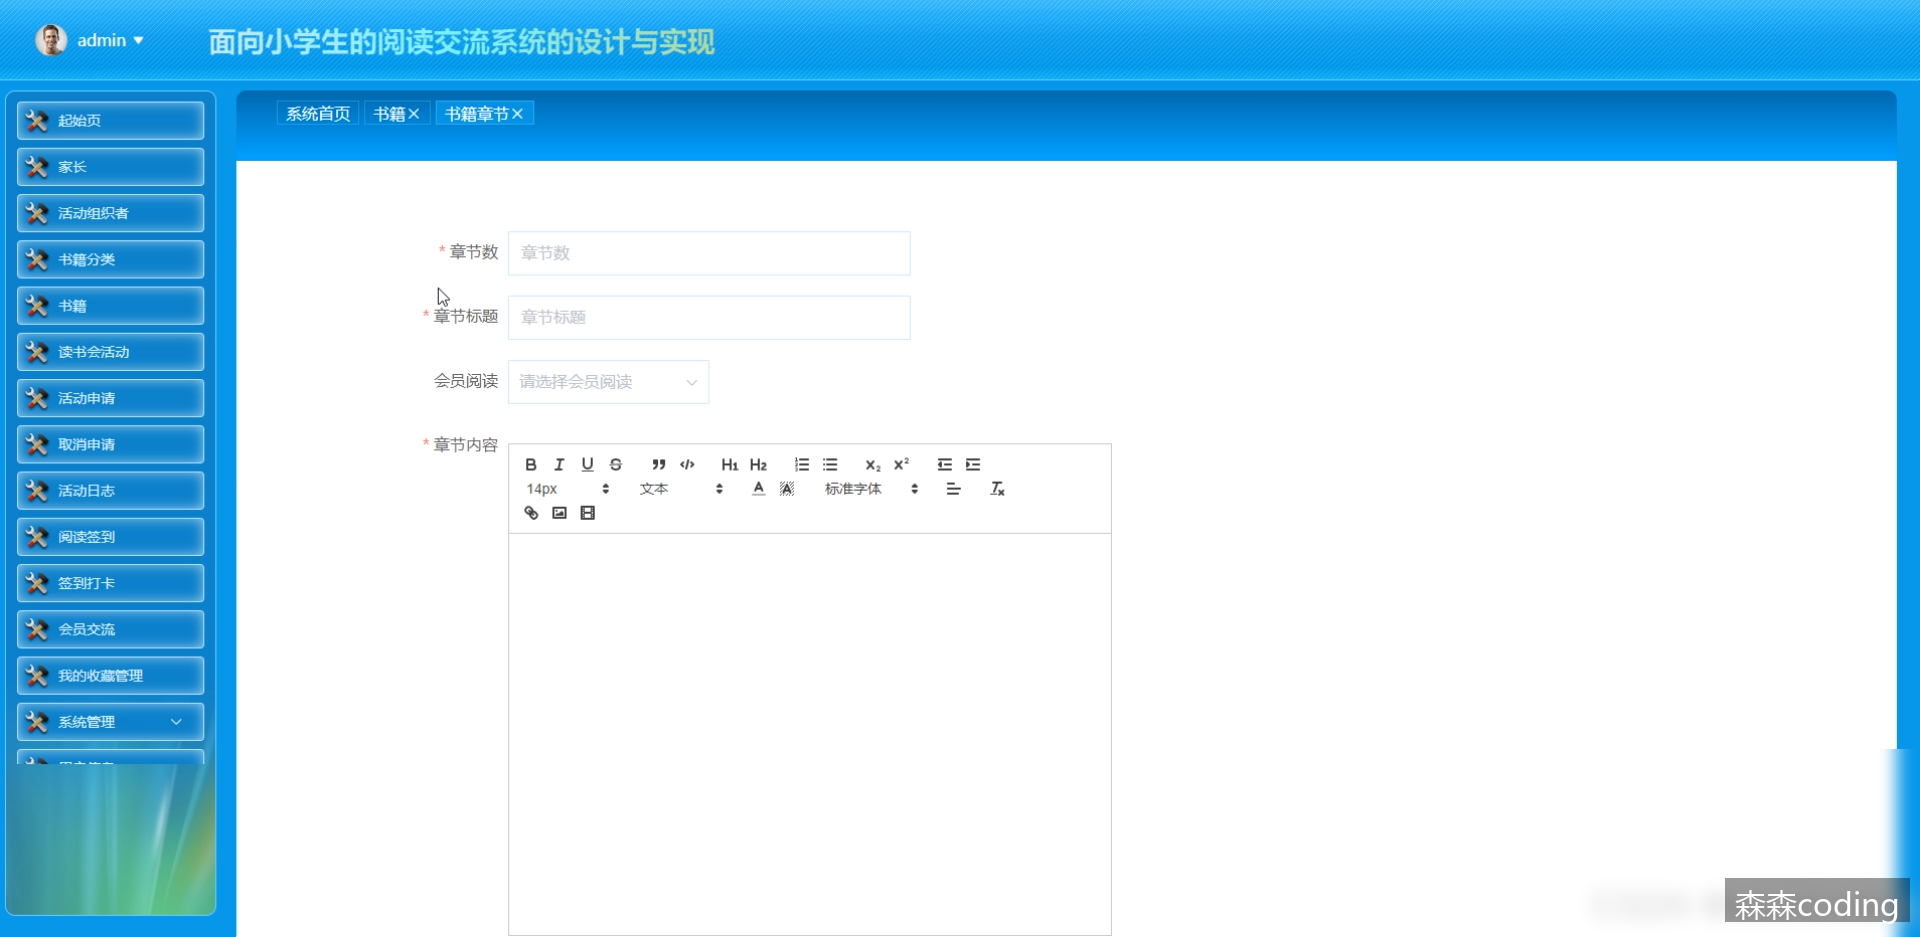 admin
面向小学生的阅读交流系统的设计与实现
起始页
家长
活动组织者
书籍分类
书籍
读书会活动
活动申请
取消申请
活动日志
阅读签到
签到打卡
会员交流
我的收藏管理
系统管理
系统首页 书籍 书籍章节
* 章节数 章节数
* 章节标题 章节标题
会员阅读 请选择会员阅读
* 章节内容
B I U S H1 H2 X2 X2
14px 文本 A A 标准字体
森森coding